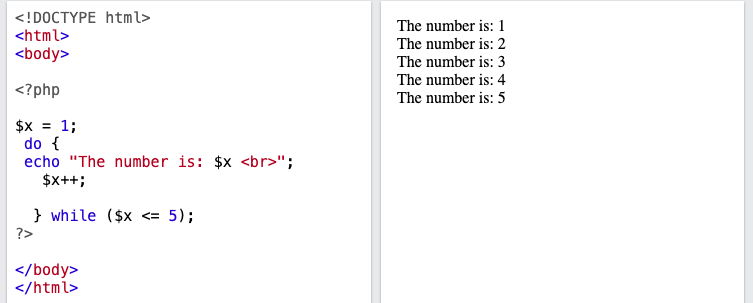 <!DOCTYPE html>
<html>
<body>
<?php
$x = 1;
do {
echo "The number is: $x <br>";
$x++;
} while ($x <= 5);
?>
</body>
</html>
The number is: 1
The number is: 2
The number is: 3
The number is: 4
The number is: 5